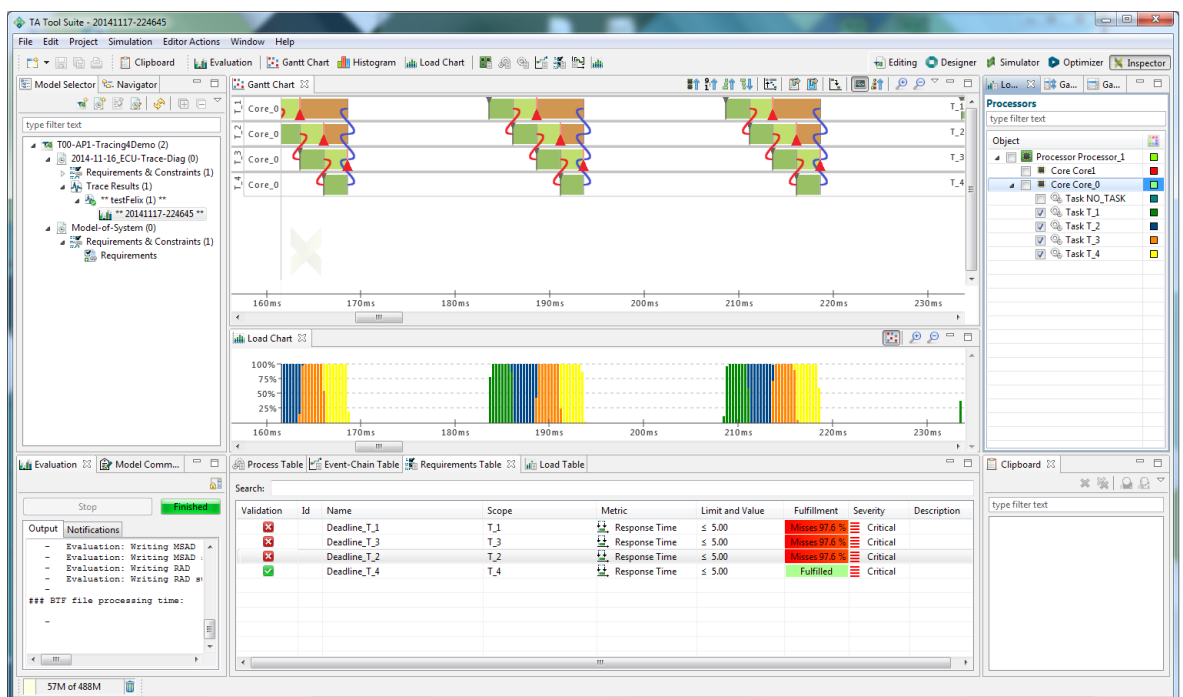 TA Tool Suite - 20141117-224645
File Edit Project Simulation Editor Actions Window Help
Clipboard Evaluation Gantt Chart Histogram Load Chart Editing Designer Simulator Optimizer Inspector
Model Selector Navigator
type filter text
T00-AP1-Tracing4Demo (2)
2014-11-16_ECU-Trace-Diag (0)
Requirements & Constraints (1)
Trace Results (1)
** testFelix (1) **
** 20141117-224645 **
Model-of-System (0)
Requirements & Constraints (1)
Requirements
Gantt Chart
T_1 Core_0 T_1
T_2 Core_0 T_2
T_3 Core_0 T_3
T_4 Core_0 T_4
160ms 170ms 180ms 190ms 200ms 210ms 220ms 230ms
Load Chart
100%
75%
50%
25%
160ms 170ms 180ms 190ms 200ms 210ms 220ms 230ms
Lo... Ga... Ga...
Processors
type filter text
Object
Processor Processor_1
Core Core1
Core Core_0
Task NO_TASK
Task T_1
Task T_2
Task T_3
Task T_4
Evaluation Model Comm...
Stop Finished
Output Notifications
- Evaluation: Writing MSAD
- Evaluation: Writing MSAD
- Evaluation: Writing RAD
- Evaluation: Writing RAD
-
### BTF file processing time:
-
57M of 488M
Process Table Event-Chain Table Requirements Table Load Table
Search:
Validation Id Name Scope Metric Limit and Value Fulfillment Severity Description
Deadline_T_1 T_1 Response Time ≤ 5.00 Misses 97.6 % Critical
Deadline_T_3 T_3 Response Time ≤ 5.00 Misses 97.6 % Critical
Deadline_T_2 T_2 Response Time ≤ 5.00 Misses 97.6 % Critical
Deadline_T_4 T_4 Response Time ≤ 5.00 Fulfilled Critical
Clipboard
type filter text